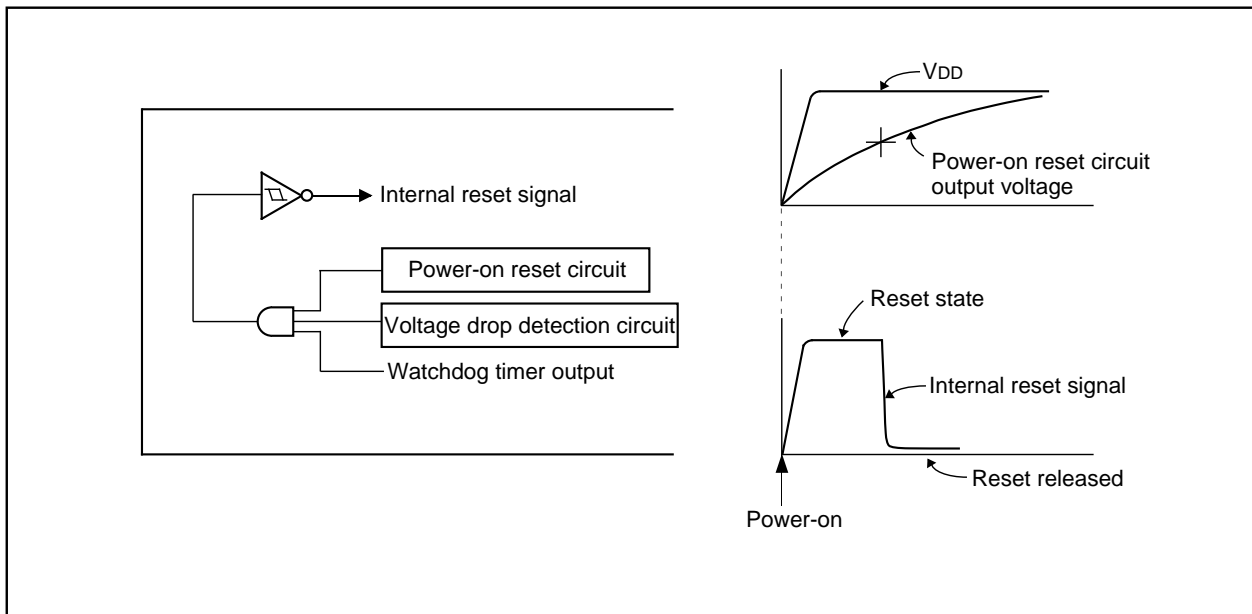 Internal reset signal
Power-on reset circuit
Voltage drop detection circuit
Watchdog timer output
VDD
Power-on reset circuit
output voltage
Reset state
Internal reset signal
Reset released
Power-on